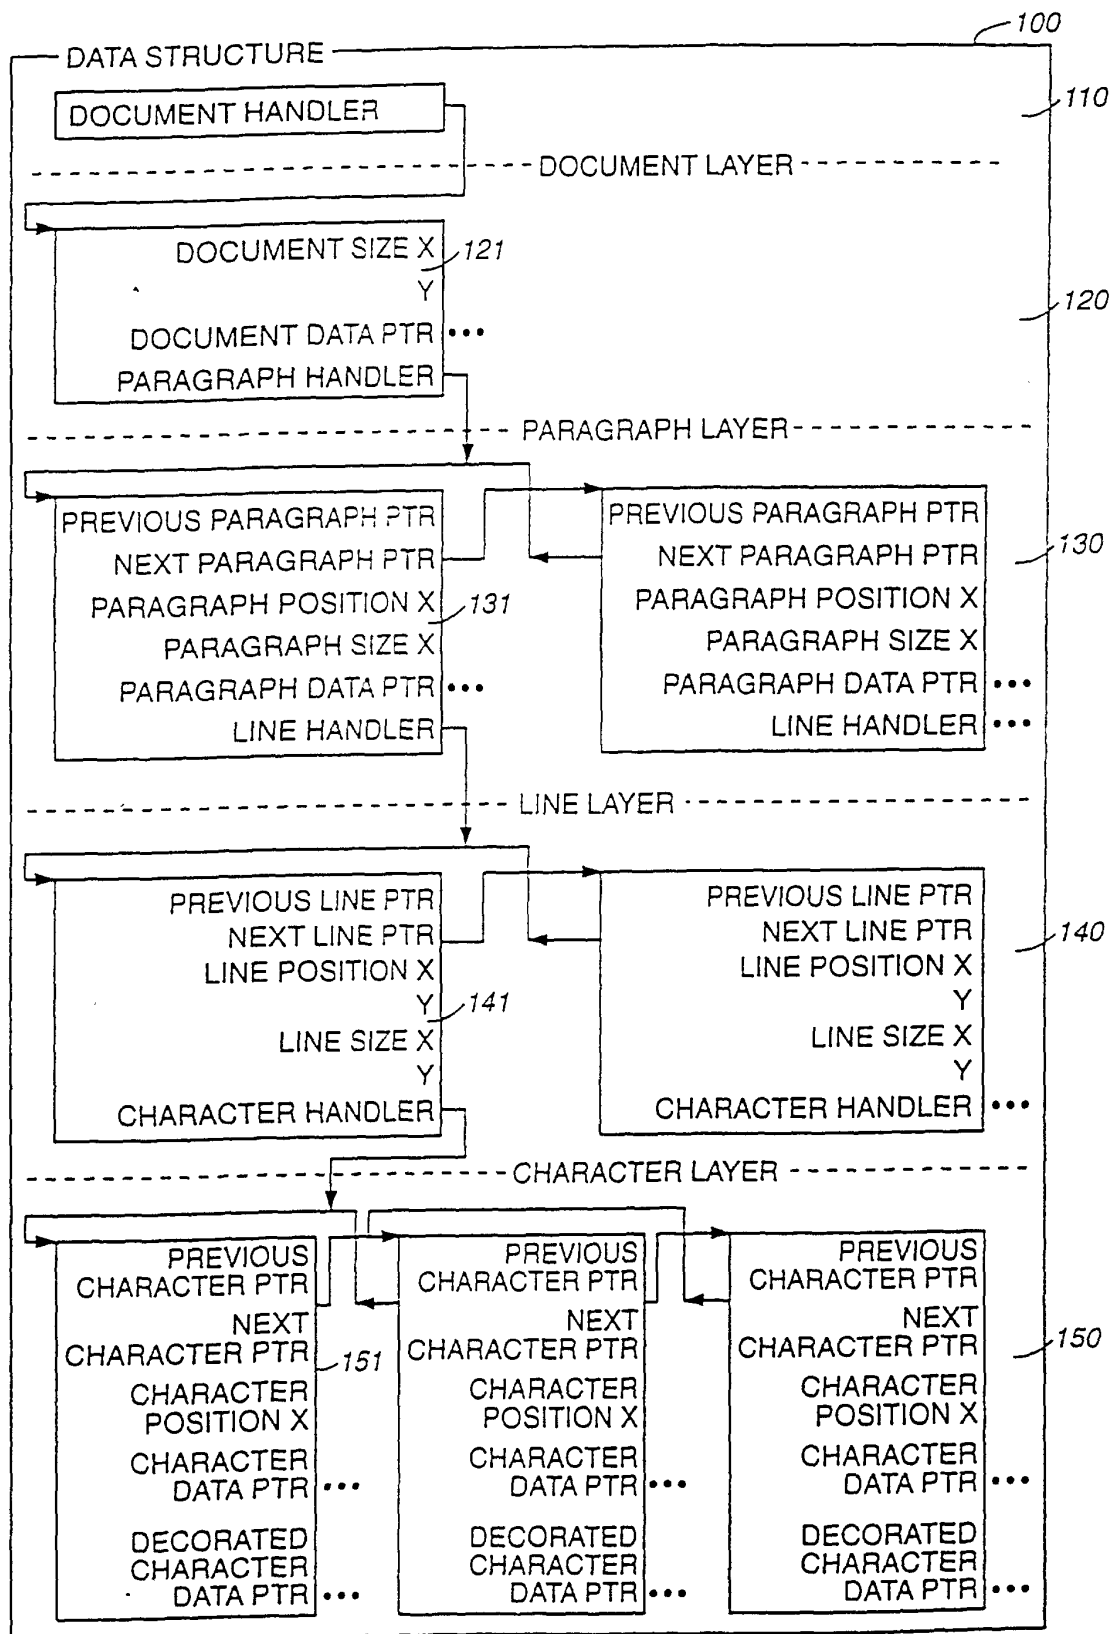 100
DATA STRUCTURE
DOCUMENT HANDLER
110
DOCUMENT LAYER
DOCUMENT SIZE X
121
Y
120
DOCUMENT DATA PTR •••
PARAGRAPH HANDLER
PARAGRAPH LAYER
PREVIOUS PARAGRAPH PTR
NEXT PARAGRAPH PTR
PARAGRAPH POSITION X
131
PARAGRAPH SIZE X
PARAGRAPH DATA PTR •••
LINE HANDLER
PREVIOUS PARAGRAPH PTR
NEXT PARAGRAPH PTR
130
PARAGRAPH POSITION X
PARAGRAPH SIZE X
PARAGRAPH DATA PTR •••
LINE HANDLER •••
LINE LAYER
PREVIOUS LINE PTR
NEXT LINE PTR
LINE POSITION X
Y
141
LINE SIZE X
Y
CHARACTER HANDLER
PREVIOUS LINE PTR
NEXT LINE PTR
140
LINE POSITION X
Y
LINE SIZE X
Y
CHARACTER HANDLER •••
CHARACTER LAYER
PREVIOUS
CHARACTER PTR
NEXT
CHARACTER PTR
151
CHARACTER
POSITION X
CHARACTER
DATA PTR •••
DECORATED
CHARACTER
DATA PTR •••
PREVIOUS
CHARACTER PTR
NEXT
CHARACTER PTR
CHARACTER
POSITION X
CHARACTER
DATA PTR •••
DECORATED
CHARACTER
DATA PTR •••
PREVIOUS
CHARACTER PTR
NEXT
CHARACTER PTR
150
CHARACTER
POSITION X
CHARACTER
DATA PTR •••
DECORATED
CHARACTER
DATA PTR •••